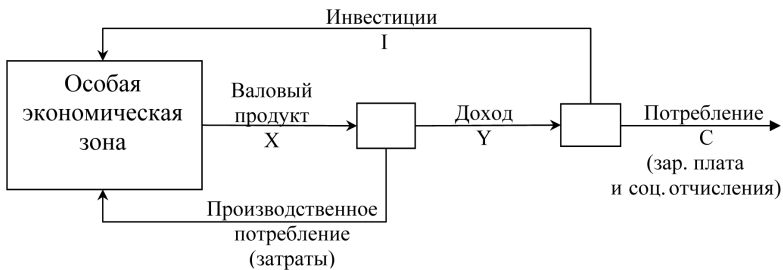 Инвестиции
I
Особая
экономическая
зона
Валовый
продукт
X
Доход
Y
Потребление
C
(зар. плата
и соц. отчисления)
Производственное
потребление
(затраты)